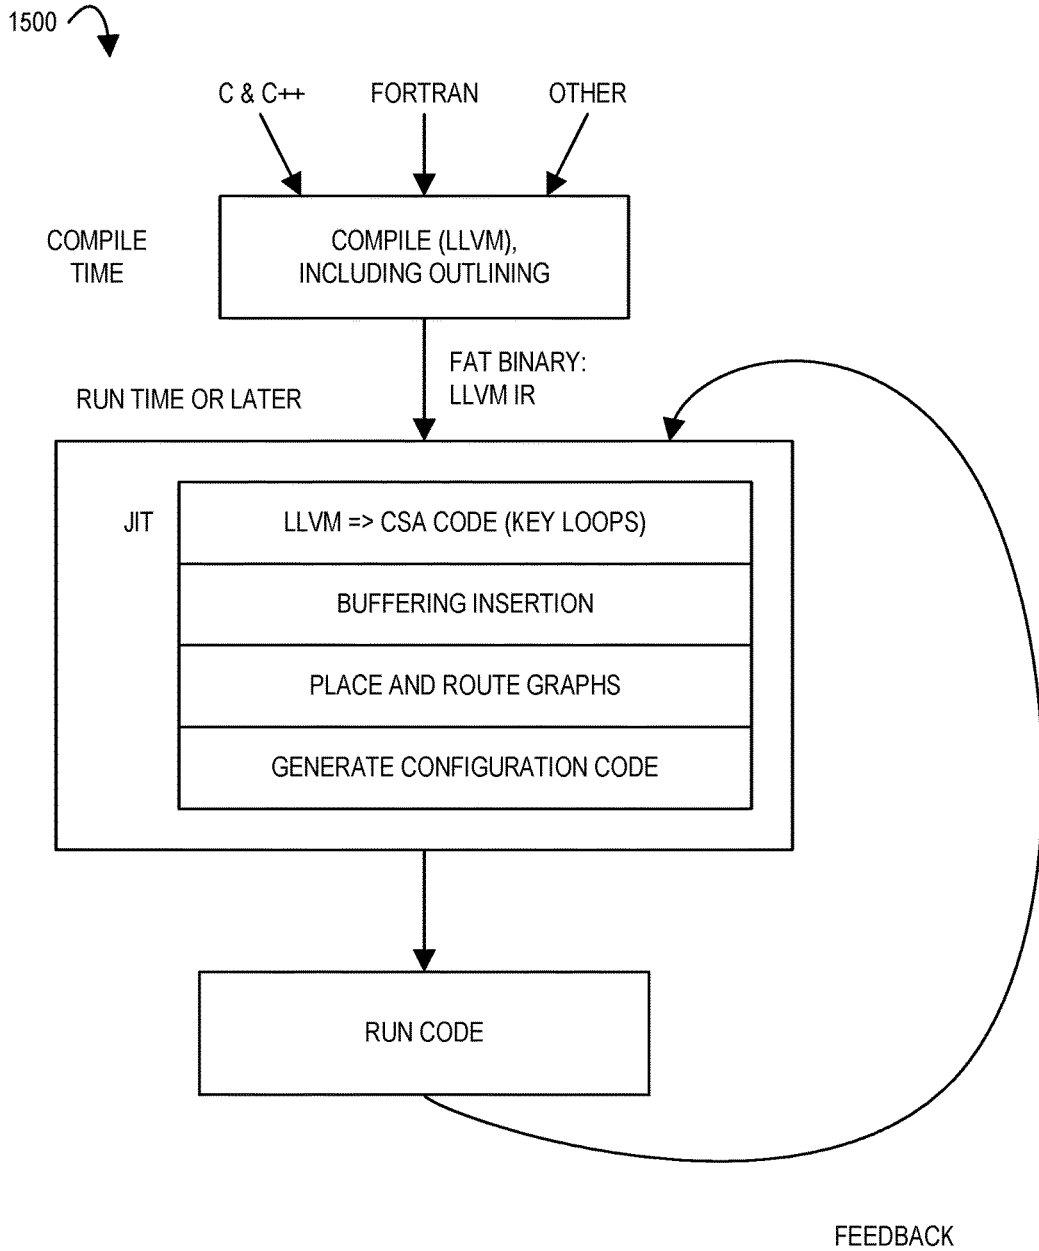 1500
C & C++
FORTRAN
OTHER
COMPILE
TIME
COMPILE (LLVM),
INCLUDING OUTLINING
FAT BINARY:
LLVM IR
RUN TIME OR LATER
JIT
LLVM => CSA CODE (KEY LOOPS)
BUFFERING INSERTION
PLACE AND ROUTE GRAPHS
GENERATE CONFIGURATION CODE
RUN CODE
FEEDBACK